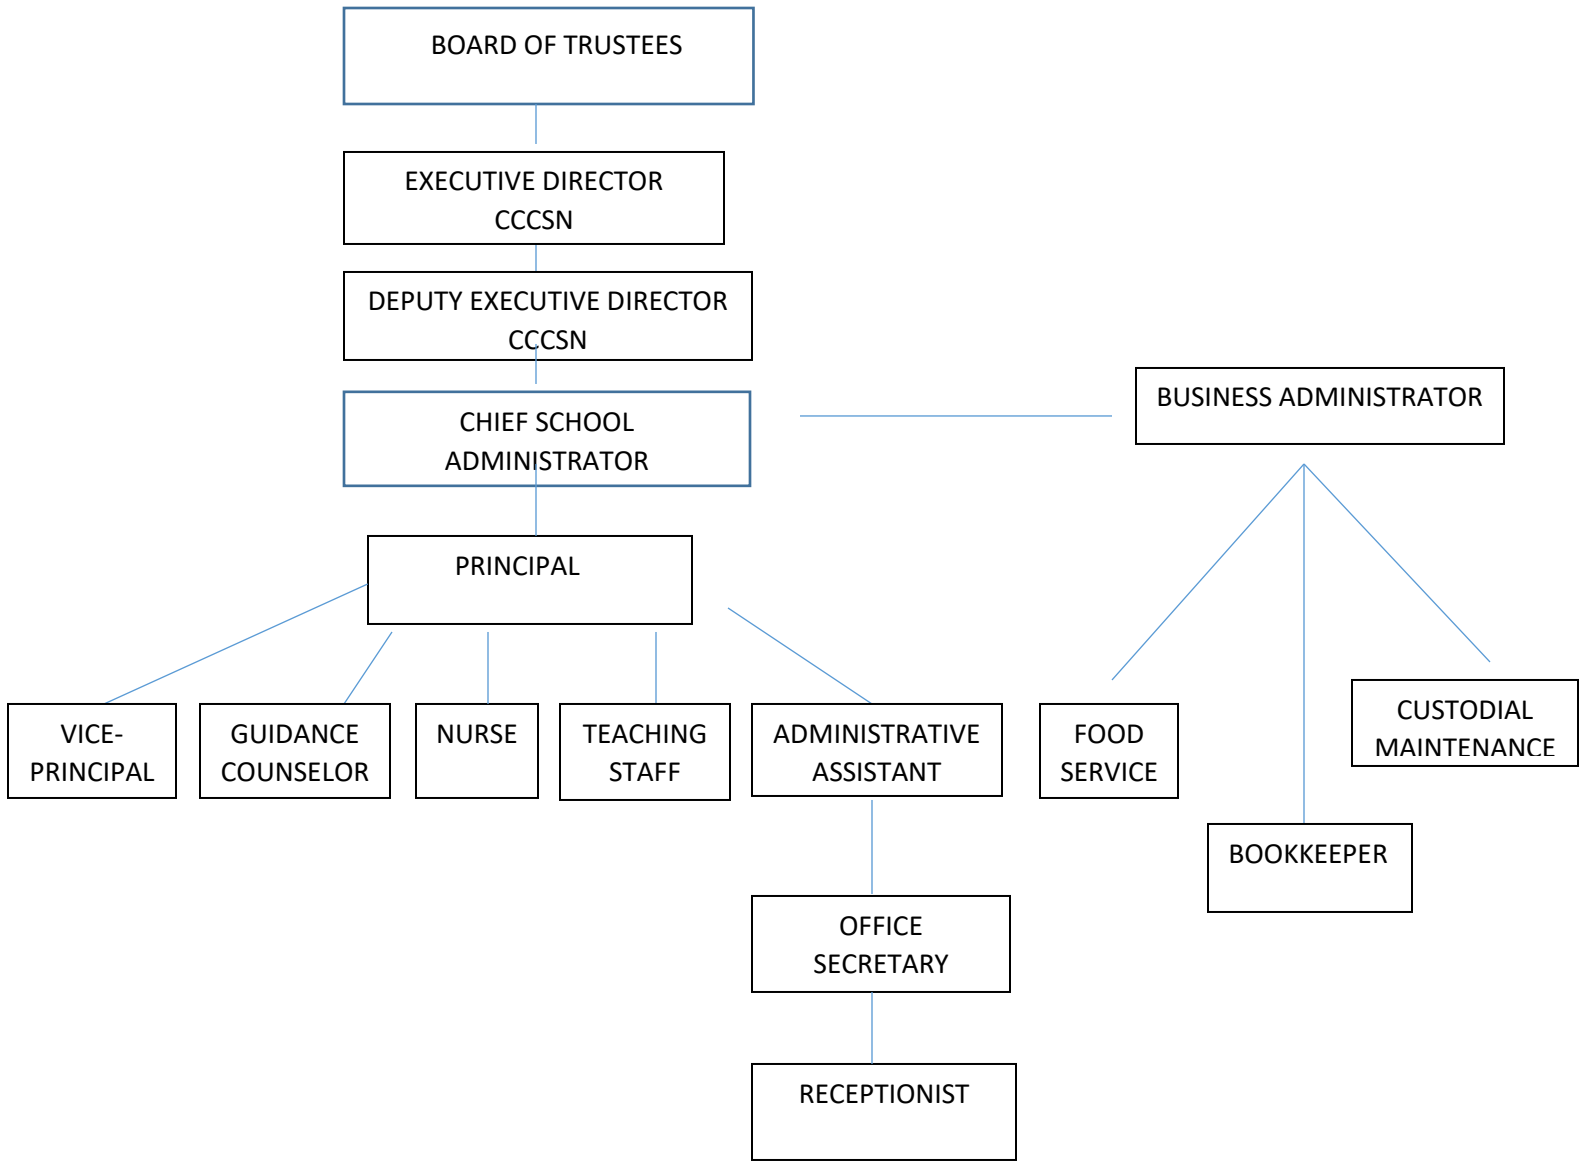 BOARD OF TRUSTEES
EXECUTIVE DIRECTOR
CCCSN
DEPUTY EXECUTIVE DIRECTOR
CCCSN
CHIEF SCHOOL
ADMINISTRATOR
BUSINESS ADMINISTRATOR
PRINCIPAL
VICE-
PRINCIPAL
GUIDANCE
COUNSELOR
NURSE
TEACHING
STAFF
ADMINISTRATIVE
ASSISTANT
FOOD
SERVICE
CUSTODIAL
MAINTENANCE
BOOKKEEPER
OFFICE
SECRETARY
RECEPTIONIST